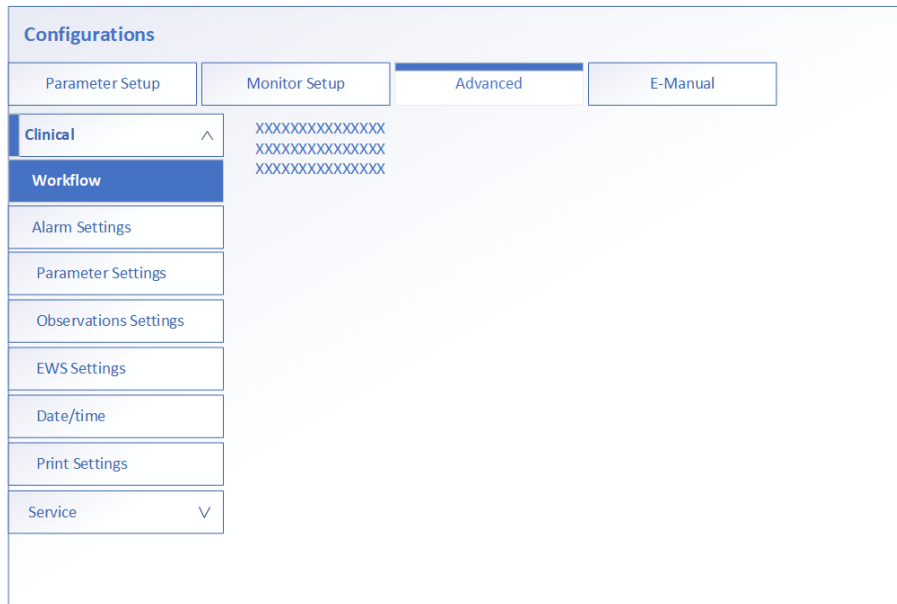 Configurations
Parameter Setup
Monitor Setup
Advanced
E-Manual
Clinical
XXXXXXXXXXXXXXX
XXXXXXXXXXXXXXX
XXXXXXXXXXXXXXX
Workflow
Alarm Settings
Parameter Settings
Observations Settings
EWS Settings
Date/time
Print Settings
Service